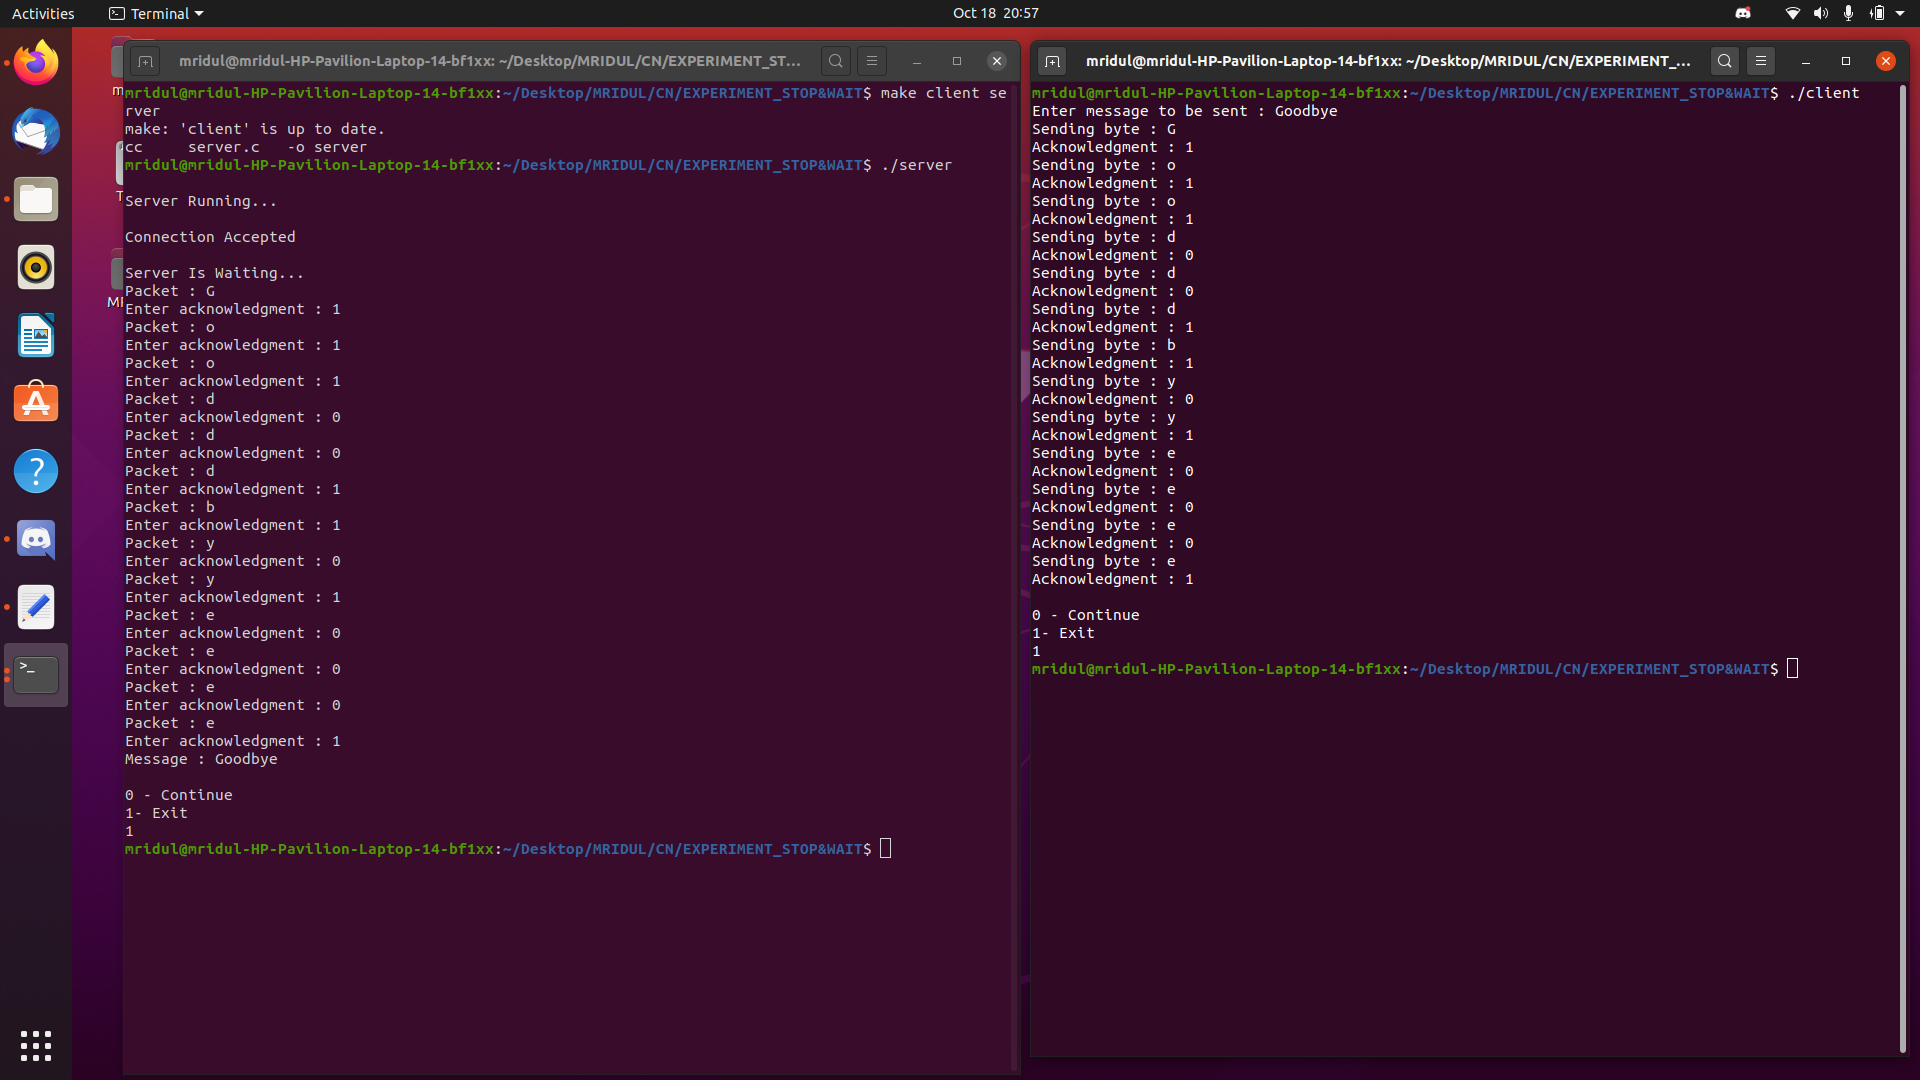 Activities
Terminal
Oct 18 20:57
mridul@mridul-HP-Pavilion-Laptop-14-bf1xx: ~/Desktop/MRIDUL/CN/EXPERIMENT_ST...
mridul@mridul-HP-Pavilion-Laptop-14-bf1xx:~/Desktop/MRIDUL/CN/EXPERIMENT_STOP&WAIT$ make client se
rver
make: 'client' is up to date.
cc     server.c   -o server
mridul@mridul-HP-Pavilion-Laptop-14-bf1xx:~/Desktop/MRIDUL/CN/EXPERIMENT_STOP&WAIT$ ./server
Server Running...
Connection Accepted
Server Is Waiting...
Packet : G
Enter acknowledgment : 1
Packet : o
Enter acknowledgment : 1
Packet : o
Enter acknowledgment : 1
Packet : d
Enter acknowledgment : 0
Packet : d
Enter acknowledgment : 0
Packet : d
Enter acknowledgment : 1
Packet : b
Enter acknowledgment : 1
Packet : y
Enter acknowledgment : 0
Packet : y
Enter acknowledgment : 1
Packet : e
Enter acknowledgment : 0
Packet : e
Enter acknowledgment : 0
Packet : e
Enter acknowledgment : 0
Packet : e
Enter acknowledgment : 1
Message : Goodbye
0 - Continue
1- Exit
1
mridul@mridul-HP-Pavilion-Laptop-14-bf1xx:~/Desktop/MRIDUL/CN/EXPERIMENT_STOP&WAIT$
mridul@mridul-HP-Pavilion-Laptop-14-bf1xx: ~/Desktop/MRIDUL/CN/EXPERIMENT_...
mridul@mridul-HP-Pavilion-Laptop-14-bf1xx:~/Desktop/MRIDUL/CN/EXPERIMENT_STOP&WAIT$ ./client
Enter message to be sent : Goodbye
Sending byte : G
Acknowledgment : 1
Sending byte : o
Acknowledgment : 1
Sending byte : o
Acknowledgment : 1
Sending byte : d
Acknowledgment : 0
Sending byte : d
Acknowledgment : 0
Sending byte : d
Acknowledgment : 1
Sending byte : b
Acknowledgment : 1
Sending byte : y
Acknowledgment : 0
Sending byte : y
Acknowledgment : 1
Sending byte : e
Acknowledgment : 0
Sending byte : e
Acknowledgment : 0
Sending byte : e
Acknowledgment : 0
Sending byte : e
Acknowledgment : 1
0 - Continue
1- Exit
1
mridul@mridul-HP-Pavilion-Laptop-14-bf1xx:~/Desktop/MRIDUL/CN/EXPERIMENT_STOP&WAIT$